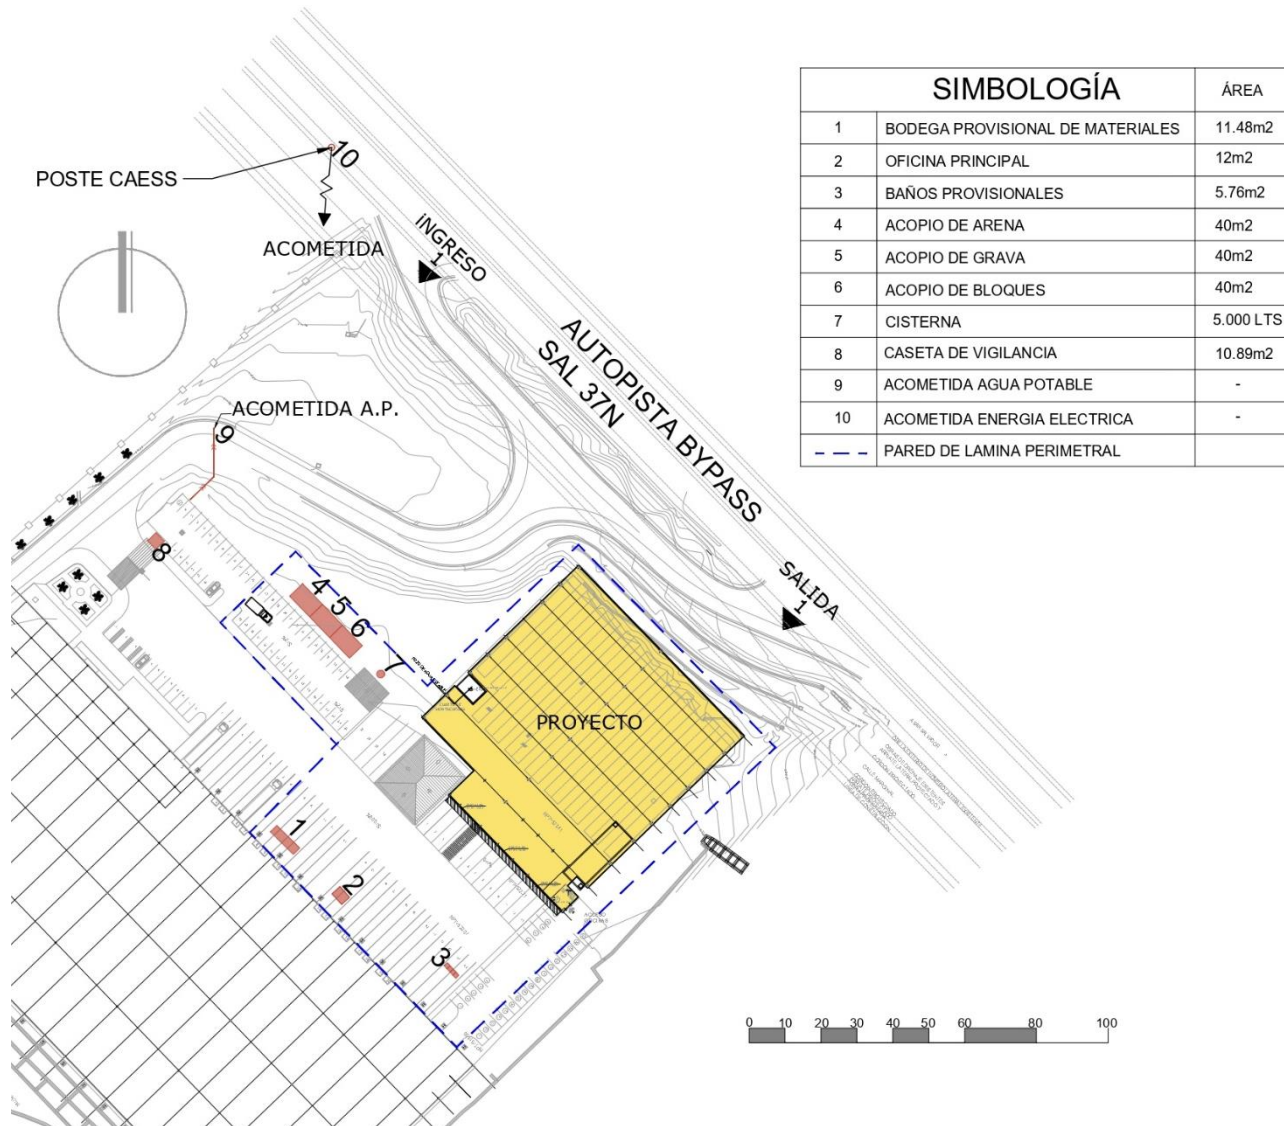 SIMBOLOGÍA ÁREA
1 BODEGA PROVISIONAL DE MATERIALES 11.48m2
2 OFICINA PRINCIPAL 12m2
3 BAÑOS PROVISIONALES 5.76m2
4 ACOPIO DE ARENA 40m2
5 ACOPIO DE GRAVA 40m2
6 ACOPIO DE BLOQUES 40m2
7 CISTERNA 5.000 LTS
8 CASETA DE VIGILANCIA 10.89m2
9 ACOMETIDA AGUA POTABLE -
10 ACOMETIDA ENERGIA ELECTRICA -
PARED DE LAMINA PERIMETRAL
10
POSTE CAESS
ACOMETIDA
INGRESO
1
AUTOPISTA BYPASS
SAL 37N
ACOMETIDA A.P.
9
8
SALIDA
1
4
5
6
7
PROYECTO
1
2
3
0 10 20 30 40 50 60 80 100